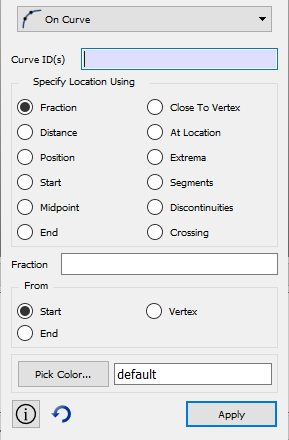 On Curve
Curve ID(s)
Specify Location Using
Fraction Close To Vertex
Distance At Location
Position Extrema
Start Segments
Midpoint Discontinuities
End Crossing
Fraction
From
Start Vertex
End
Pick Color... default
Apply